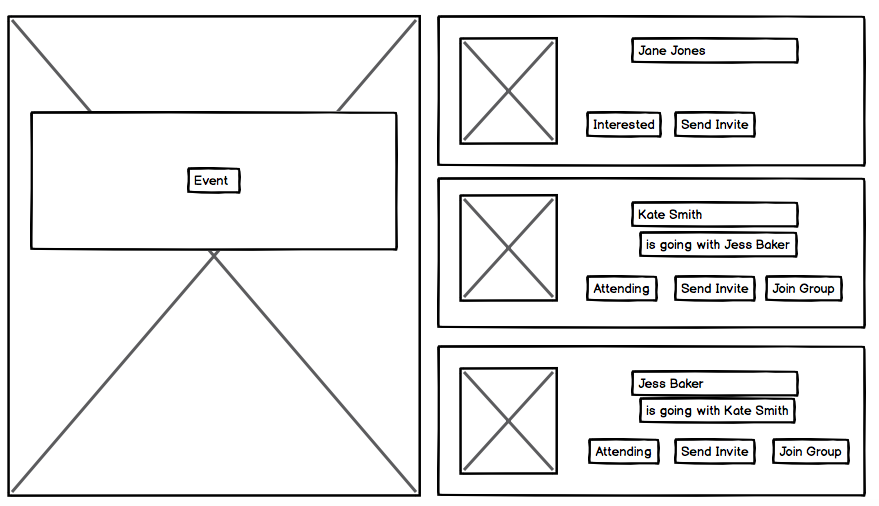 Event
Jane Jones
Interested Send Invite
Kate Smith
is going with Jess Baker
Attending Send Invite Join Group
Jess Baker
is going with Kate Smith
Attending Send Invite Join Group